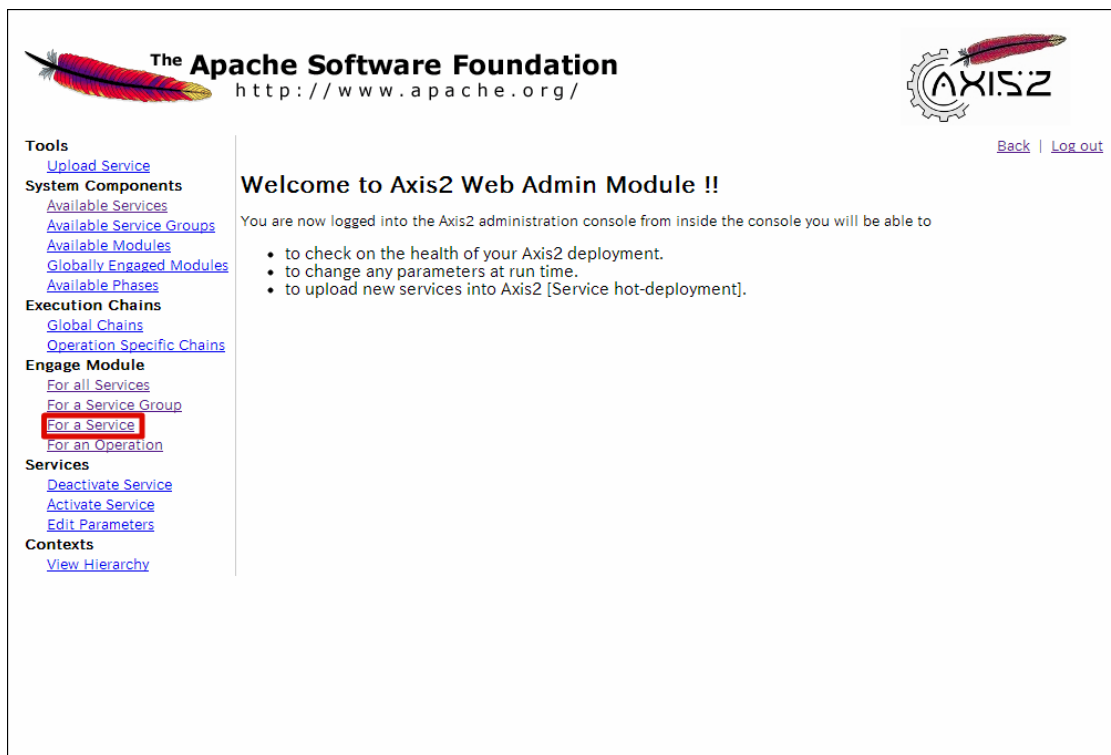 The Apache Software Foundation
http://www.apache.org/
AXIS2
Back | Log out
Tools
Upload Service
System Components
Available Services
Available Service Groups
Available Modules
Globally Engaged Modules
Available Phases
Execution Chains
Global Chains
Operation Specific Chains
Engage Module
For all Services
For a Service Group
For a Service
For an Operation
Services
Deactivate Service
Activate Service
Edit Parameters
Contexts
View Hierarchy
Welcome to Axis2 Web Admin Module !!
You are now logged into the Axis2 administration console from inside the console you will be able to
• to check on the health of your Axis2 deployment.
• to change any parameters at run time.
• to upload new services into Axis2 [Service hot-deployment].